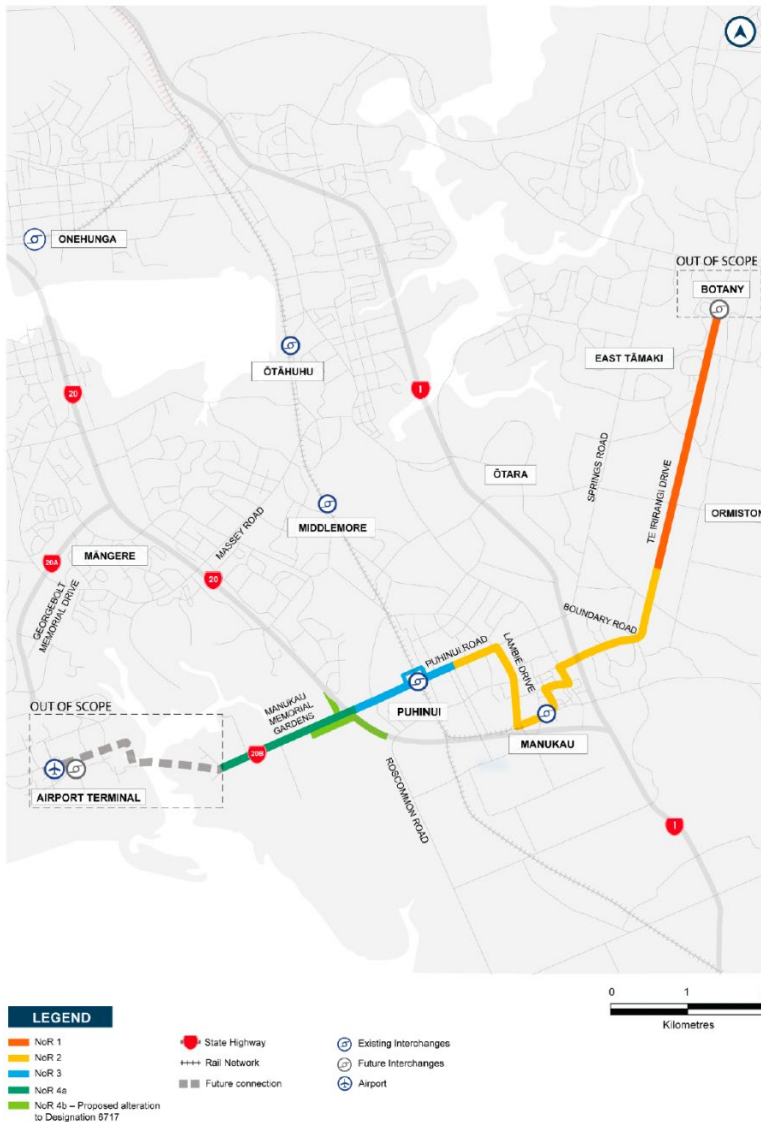 ONEHUNGA
OUT OF SCOPE
BOTANY
ŌTĀHUHU
EAST TĀMAKI
1
20
SPRINGS ROAD
TE IRIRANGI DRIVE
ŌTARA
ORMISTON
MIDDLEMORE
MASSEY ROAD
MĀNGERE
20A
20
GEORGEBOLT
MEMORIAL DRIVE
BOUNDARY ROAD
PUHINUI ROAD
LAMBIE DRIVE
PUHINUI
MANUKAU
MEMORIAL
GARDENS
OUT OF SCOPE
MANUKAU
20B
AIRPORT TERMINAL
ROSCOMMON ROAD
1
0 1
Kilometres
LEGEND
NoR 1
NoR 2
NoR 3
NoR 4a
NoR 4b – Proposed alteration
to Designation 6717
State Highway
Rail Network
Future connection
Existing Interchanges
Future Interchanges
Airport